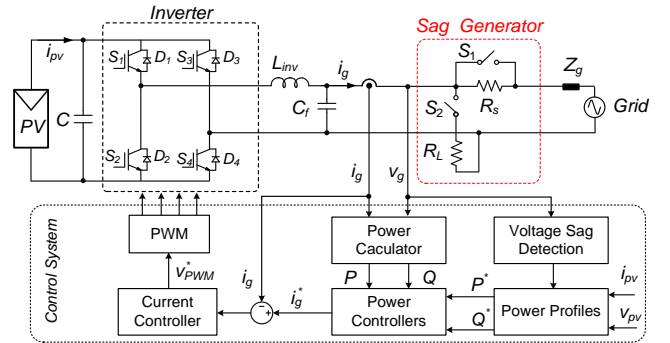 Inverter
Sag Generator
i_pv
S_1
D_1
S_3
D_3
L_inv
i_g
S_1
Z_g
PV
C
C_f
S_2
R_s
Grid
S_2
D_2
S_4
D_4
R_L
i_g
v_g
Control System
PWM
Power Caculator
Voltage Sag Detection
v*_PWM
i_g
P
Q
P*
i_pv
Current Controller
- +
i_g*
Power Controllers
Q*
Power Profiles
v_pv